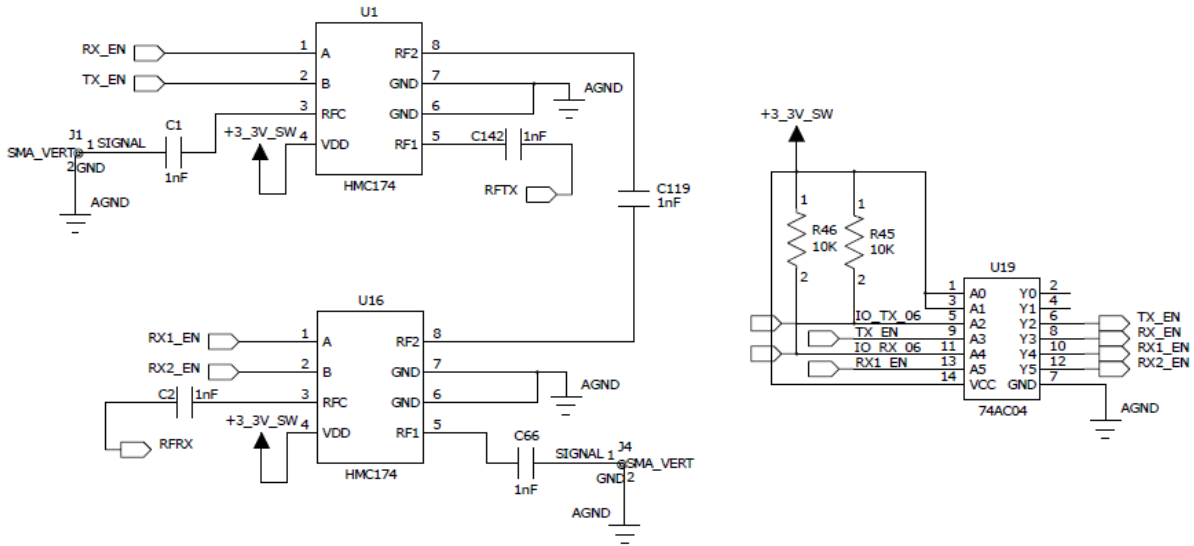 U1
RX_EN
1
A
RF2
8
TX_EN
2
B
GND
7
AGND
3
RFC
GND
6
C1
1nF
J1
1
SIGNAL
SMA_VERT
2
GND
AGND
+3_3V_SW
4
VDD
RF1
5
C142
1nF
HMC174
RFTX
C119
1nF
U16
RX1_EN
1
A
RF2
8
RX2_EN
2
B
GND
7
AGND
C2
1nF
3
RFC
GND
6
RFRX
+3_3V_SW
4
VDD
RF1
5
HMC174
C66
1nF
SIGNAL
1
J4
SMA_VERT
GND
2
AGND
+3_3V_SW
1
R46
10K
2
1
R45
10K
2
U19
1
A0
Y0
2
3
A1
Y1
4
IO_TX_06
5
A2
Y2
6
TX_EN
TX_EN
9
A3
Y3
8
RX_EN
IO_RX_06
11
A4
Y4
10
RX1_EN
RX1_EN
13
A5
Y5
12
RX2_EN
14
VCC
GND
7
74AC04
AGND